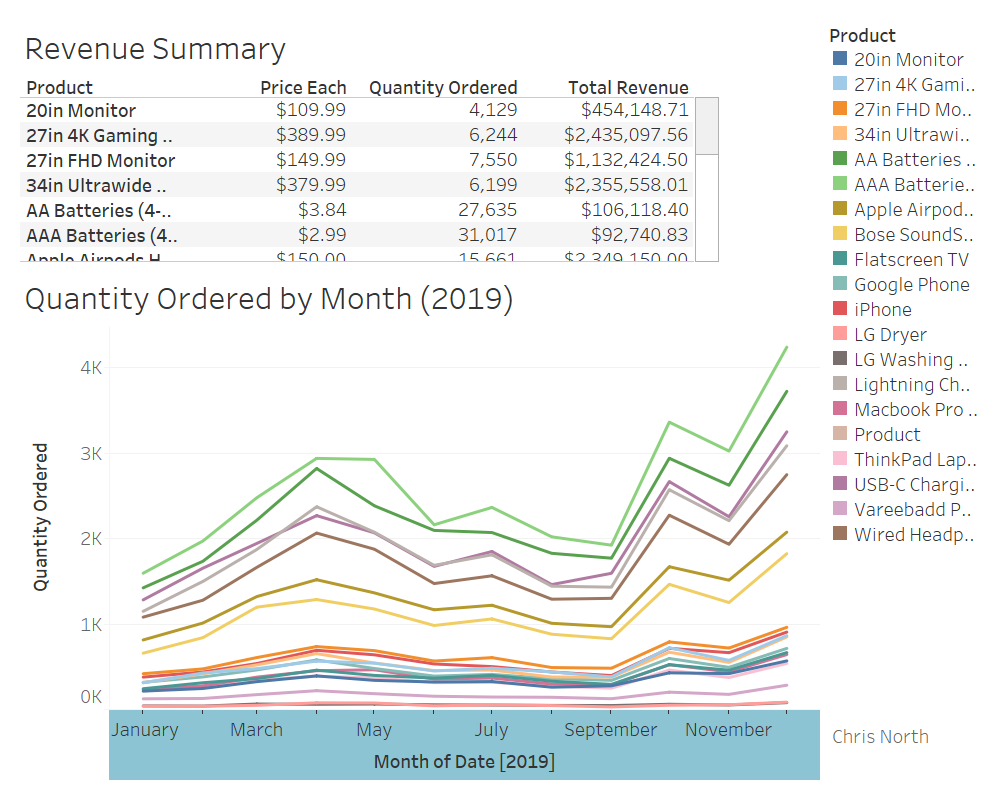 Revenue Summary
Product Price Each Quantity Ordered Total Revenue
20in Monitor $109.99 4,129 $454,148.71
27in 4K Gaming .. $389.99 6,244 $2,435,097.56
27in FHD Monitor $149.99 7,550 $1,132,424.50
34in Ultrawide .. $379.99 6,199 $2,355,558.01
AA Batteries (4-.. $3.84 27,635 $106,118.40
AAA Batteries (4.. $2.99 31,017 $92,740.83
Apple Airpods H.. $150.00 15,661 $2,349,150.00
Quantity Ordered by Month (2019)
Quantity Ordered
4K
3K
2K
1K
0K
January March May July September November
Month of Date [2019]
Product
20in Monitor
27in 4K Gami..
27in FHD Mo..
34in Ultrawi..
AA Batteries ..
AAA Batterie..
Apple Airpod..
Bose SoundS..
Flatscreen TV
Google Phone
iPhone
LG Dryer
LG Washing ..
Lightning Ch..
Macbook Pro ..
Product
ThinkPad Lap..
USB-C Chargi..
Vareebadd P..
Wired Headp..
Chris North